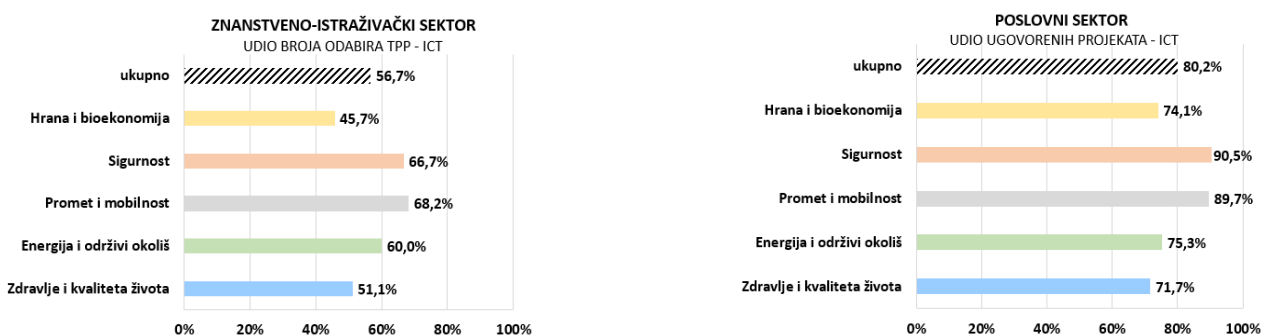 ZNANSTVENO-ISTRAŽIVAČKI SEKTOR
UDIO BROJA ODABIRA TPP - ICT
ukupno 56,7%
Hrana i bioekonomija 45,7%
Sigurnost 66,7%
Promet i mobilnost 68,2%
Energija i održivi okoliš 60,0%
Zdravlje i kvaliteta života 51,1%
0% 20% 40% 60% 80% 100%
POSLOVNI SEKTOR
UDIO UGOVORENIH PROJEKATA - ICT
ukupno 80,2%
Hrana i bioekonomija 74,1%
Sigurnost 90,5%
Promet i mobilnost 89,7%
Energija i održivi okoliš 75,3%
Zdravlje i kvaliteta života 71,7%
0% 20% 40% 60% 80% 100%